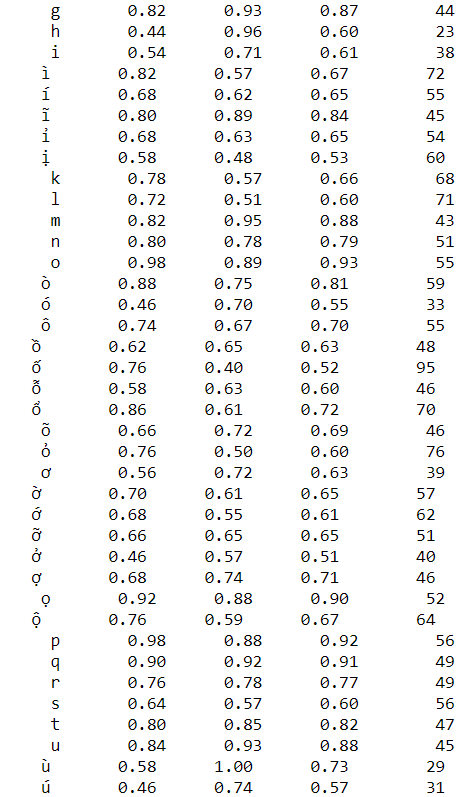 g 0.82 0.93 0.87 44
h 0.44 0.96 0.60 23
i 0.54 0.71 0.61 38
ì 0.82 0.57 0.67 72
í 0.68 0.62 0.65 55
ĩ 0.80 0.89 0.84 45
ỉ 0.68 0.63 0.65 54
ị 0.58 0.48 0.53 60
k 0.78 0.57 0.66 68
l 0.72 0.51 0.60 71
m 0.82 0.95 0.88 43
n 0.80 0.78 0.79 51
o 0.98 0.89 0.93 55
ò 0.88 0.75 0.81 59
ó 0.46 0.70 0.55 33
ô 0.74 0.67 0.70 55
ồ 0.62 0.65 0.63 48
ố 0.76 0.40 0.52 95
ỗ 0.58 0.63 0.60 46
ổ 0.86 0.61 0.72 70
õ 0.66 0.72 0.69 46
ỏ 0.76 0.50 0.60 76
ơ 0.56 0.72 0.63 39
ờ 0.70 0.61 0.65 57
ớ 0.68 0.55 0.61 62
ỡ 0.66 0.65 0.65 51
ở 0.46 0.57 0.51 40
ợ 0.68 0.74 0.71 46
ọ 0.92 0.88 0.90 52
ộ 0.76 0.59 0.67 64
p 0.98 0.88 0.92 56
q 0.90 0.92 0.91 49
r 0.76 0.78 0.77 49
s 0.64 0.57 0.60 56
t 0.80 0.85 0.82 47
u 0.84 0.93 0.88 45
ù 0.58 1.00 0.73 29
ú 0.46 0.74 0.57 31